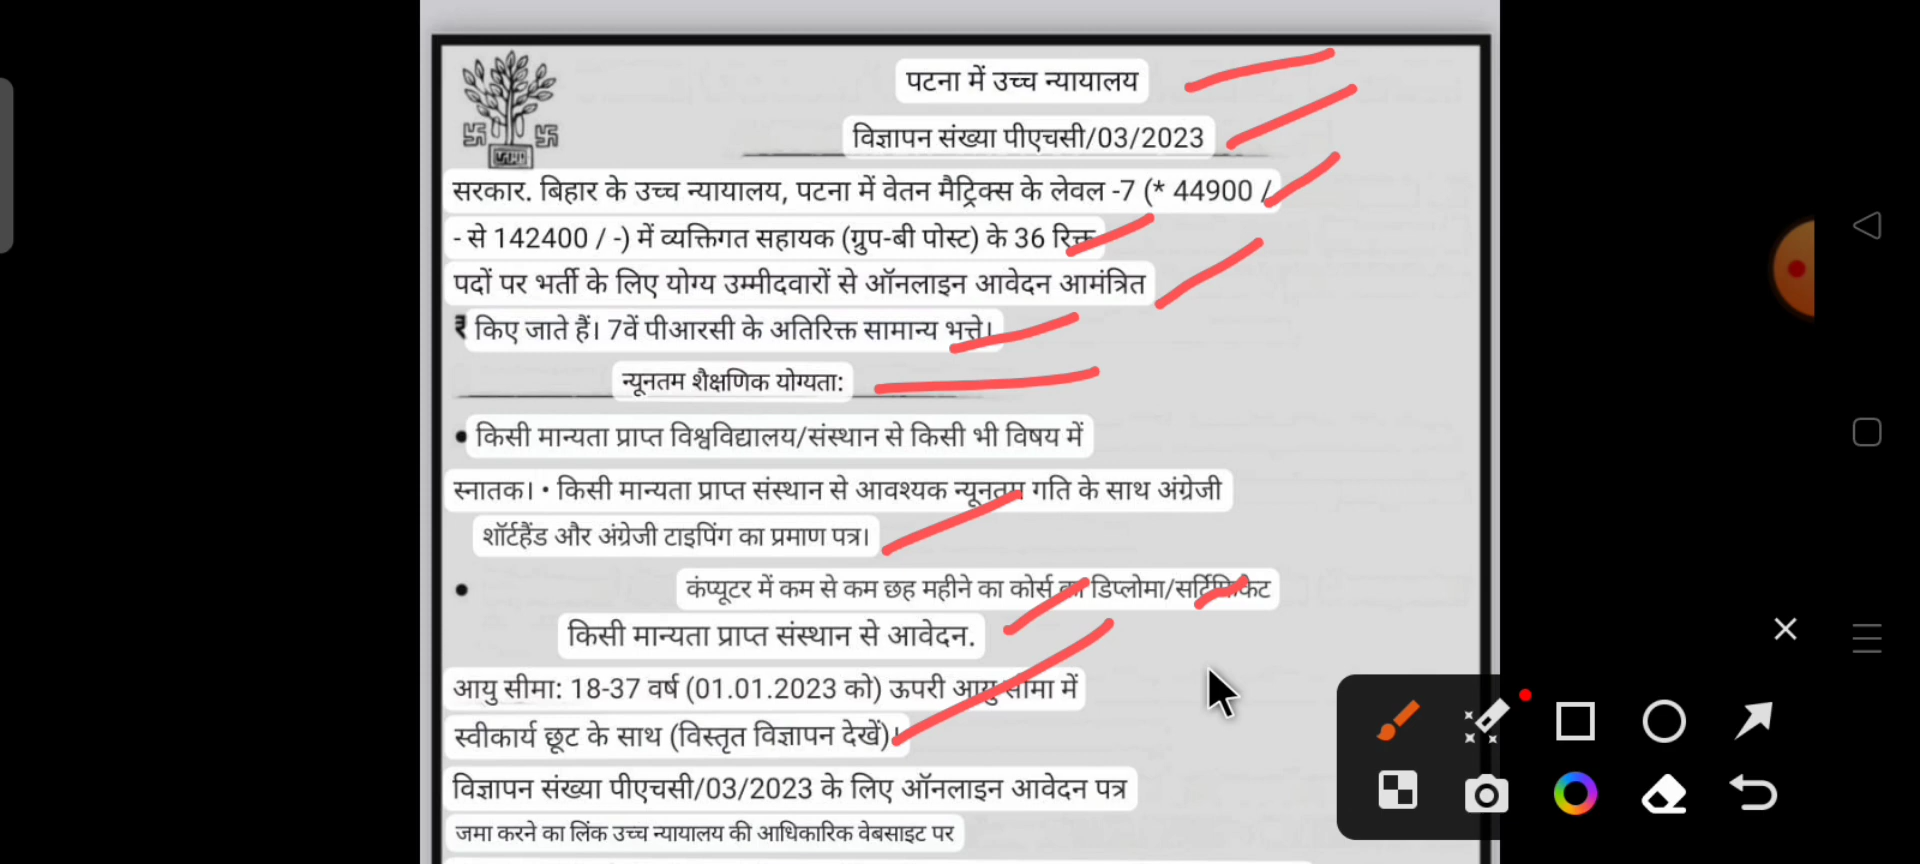 पटना में उच्च न्यायालय
विज्ञापन संख्या पीएचसी/03/2023
सरकार. बिहार के उच्च न्यायालय, पटना में वेतन मैट्रिक्स के लेवल -7 (* 44900 /
- से 142400 / -) में व्यक्तिगत सहायक (ग्रुप-बी पोस्ट) के 36 रिक्त
पदों पर भर्ती के लिए योग्य उम्मीदवारों से ऑनलाइन आवेदन आमंत्रित
₹ किए जाते हैं। 7वें पीआरसी के अतिरिक्त सामान्य भत्ते।
न्यूनतम शैक्षणिक योग्यता:
• किसी मान्यता प्राप्त विश्वविद्यालय/संस्थान से किसी भी विषय में
स्नातक। • किसी मान्यता प्राप्त संस्थान से आवश्यक न्यूनतम गति के साथ अंग्रेजी
शॉर्टहैंड और अंग्रेजी टाइपिंग का प्रमाण पत्र।
• कंप्यूटर में कम से कम छह महीने का कोर्स का डिप्लोमा/सर्टिफिकेट
किसी मान्यता प्राप्त संस्थान से आवेदन.
आयु सीमा: 18-37 वर्ष (01.01.2023 को) ऊपरी आयु सीमा में
स्वीकार्य छूट के साथ (विस्तृत विज्ञापन देखें)।
विज्ञापन संख्या पीएचसी/03/2023 के लिए ऑनलाइन आवेदन पत्र
जमा करने का लिंक उच्च न्यायालय की आधिकारिक वेबसाइट पर